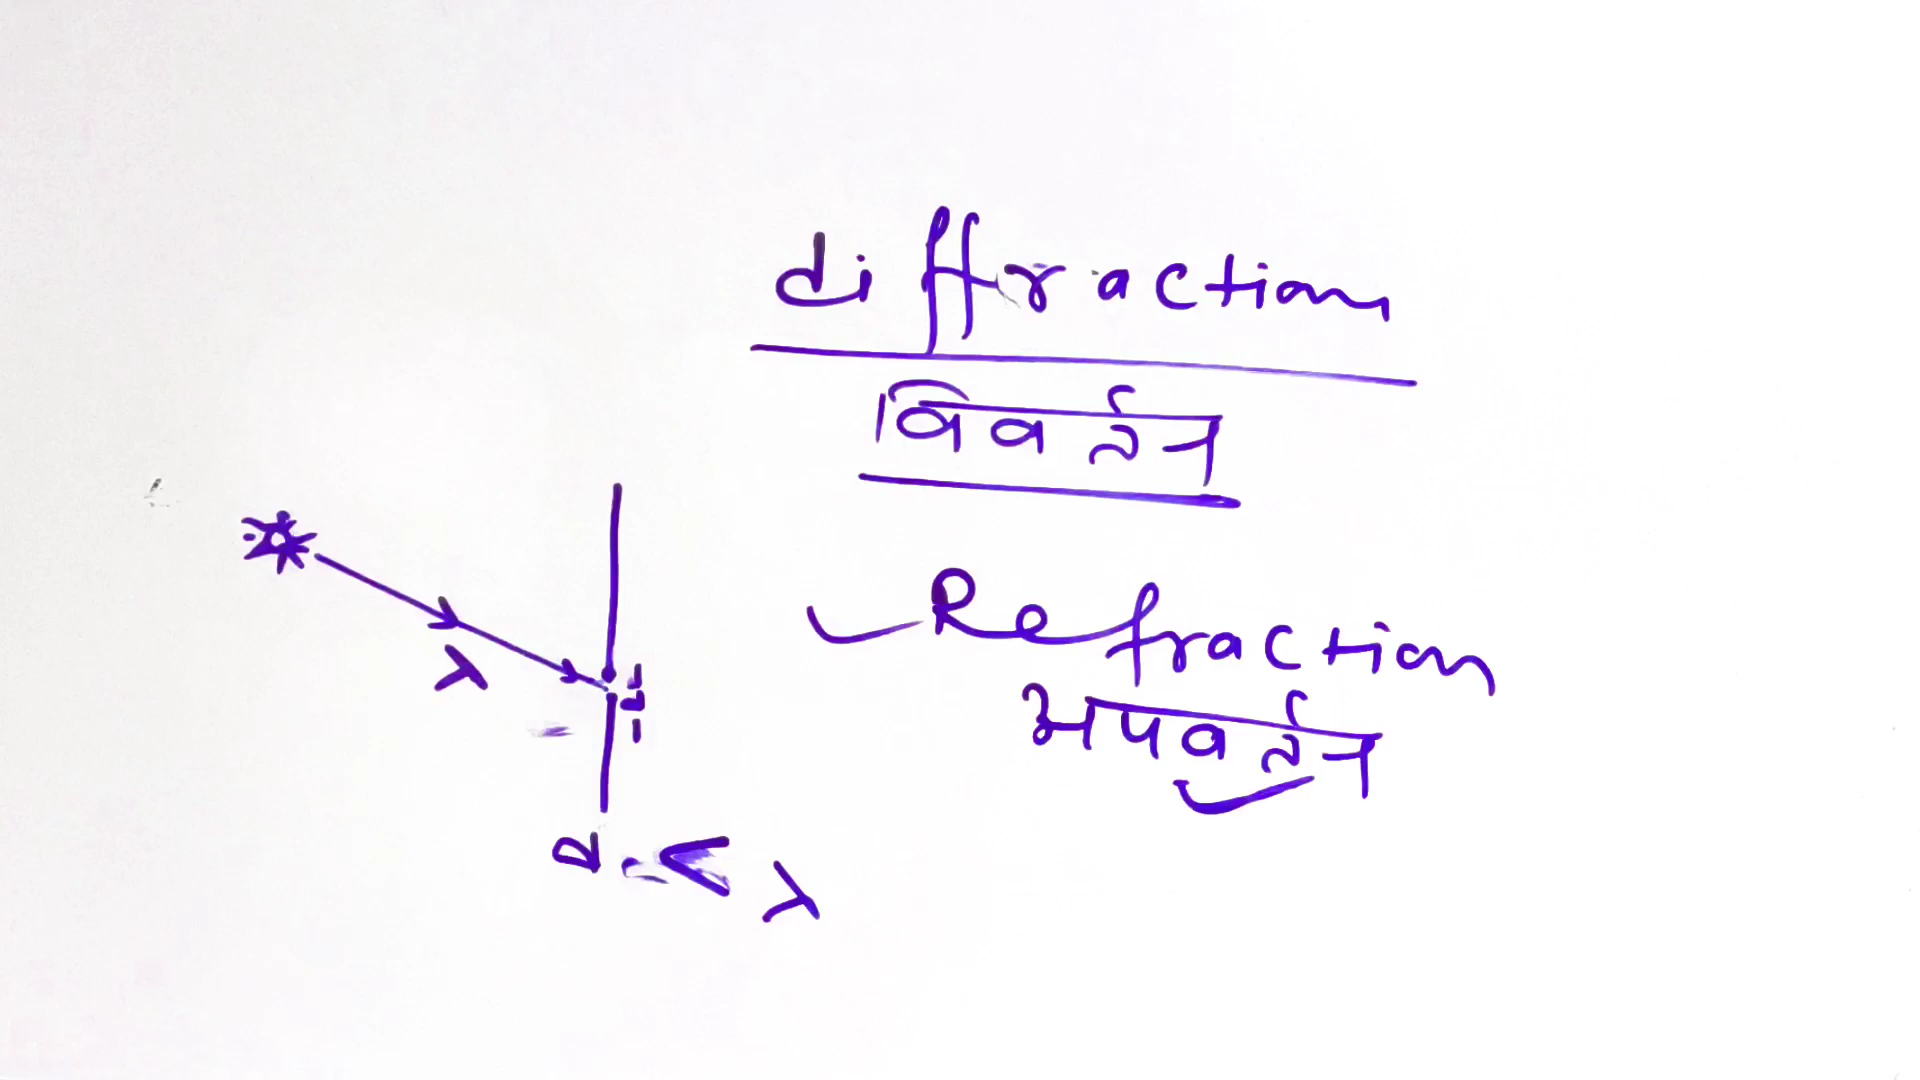 diffraction
विवर्तन
Refraction
अपवर्तन
λ
d
d < λ